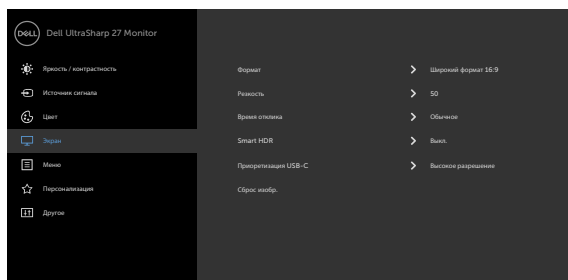 DELL
Dell UltraSharp 27 Monitor
Яркость / контрастность
Источник сигнала
Цвет
Экран
Меню
Персонализация
Другое
Формат
Широкий формат 16:9
Резкость
50
Время отклика
Обычное
Smart HDR
Выкл.
Приоретизация USB-C
Высокое разрешение
Сброс изобр.